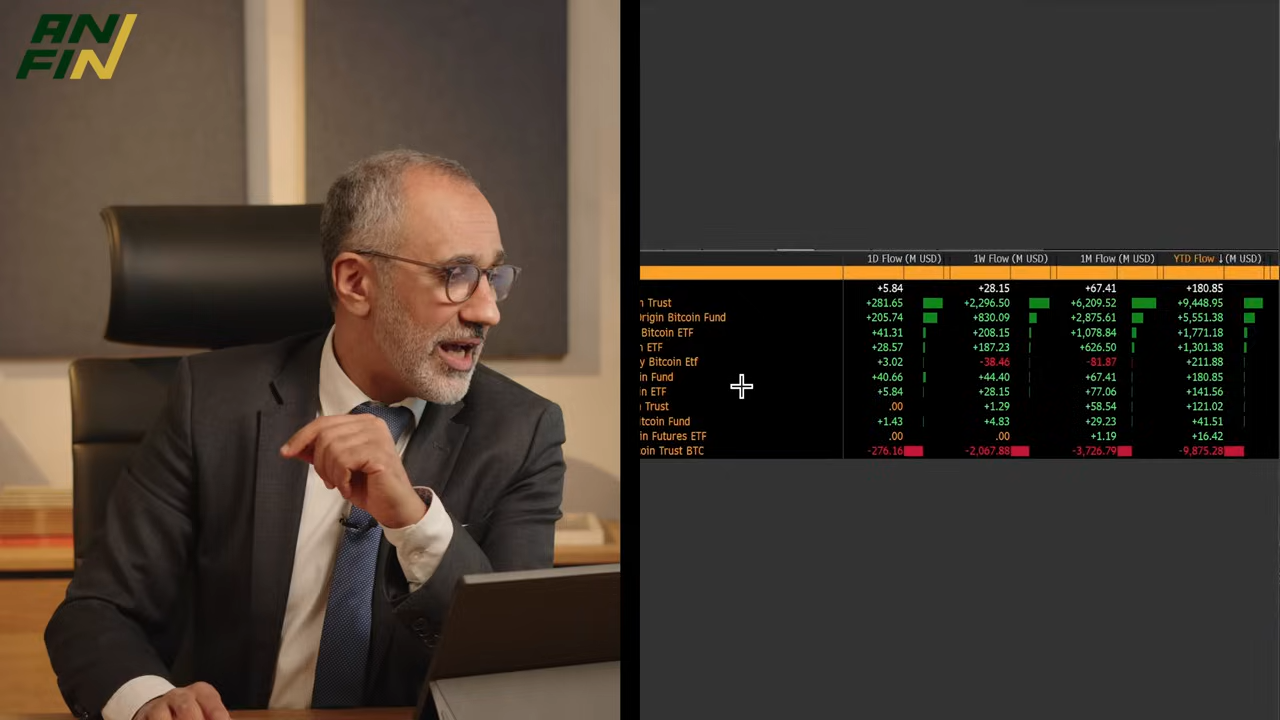 AN
FIN
1D Flow (M USD) 1W Flow (M USD) 1M Flow (M USD) YTD Flow ↓(M USD)
+5.84 +28.15 +67.41 +180.85
n Trust +281.65 +2,296.50 +6,209.52 +9,448.95
Origin Bitcoin Fund +205.74 +830.09 +2,875.61 +5,551.38
Bitcoin ETF +41.31 +208.15 +1,078.84 +1,771.18
n ETF +28.57 +187.23 +626.50 +1,301.38
y Bitcoin Etf +3.02 -38.46 -81.87 +211.88
in Fund +40.66 +44.40 +67.41 +180.85
in ETF +5.84 +28.15 +77.06 +141.56
e Trust .00 +1.29 +58.54 +121.02
itcoin Fund +1.43 +4.83 +29.23 +41.51
in Futures ETF .00 .00 +1.19 +16.42
oin Trust BTC -276.16 -2,067.88 -3,726.79 -9,875.28